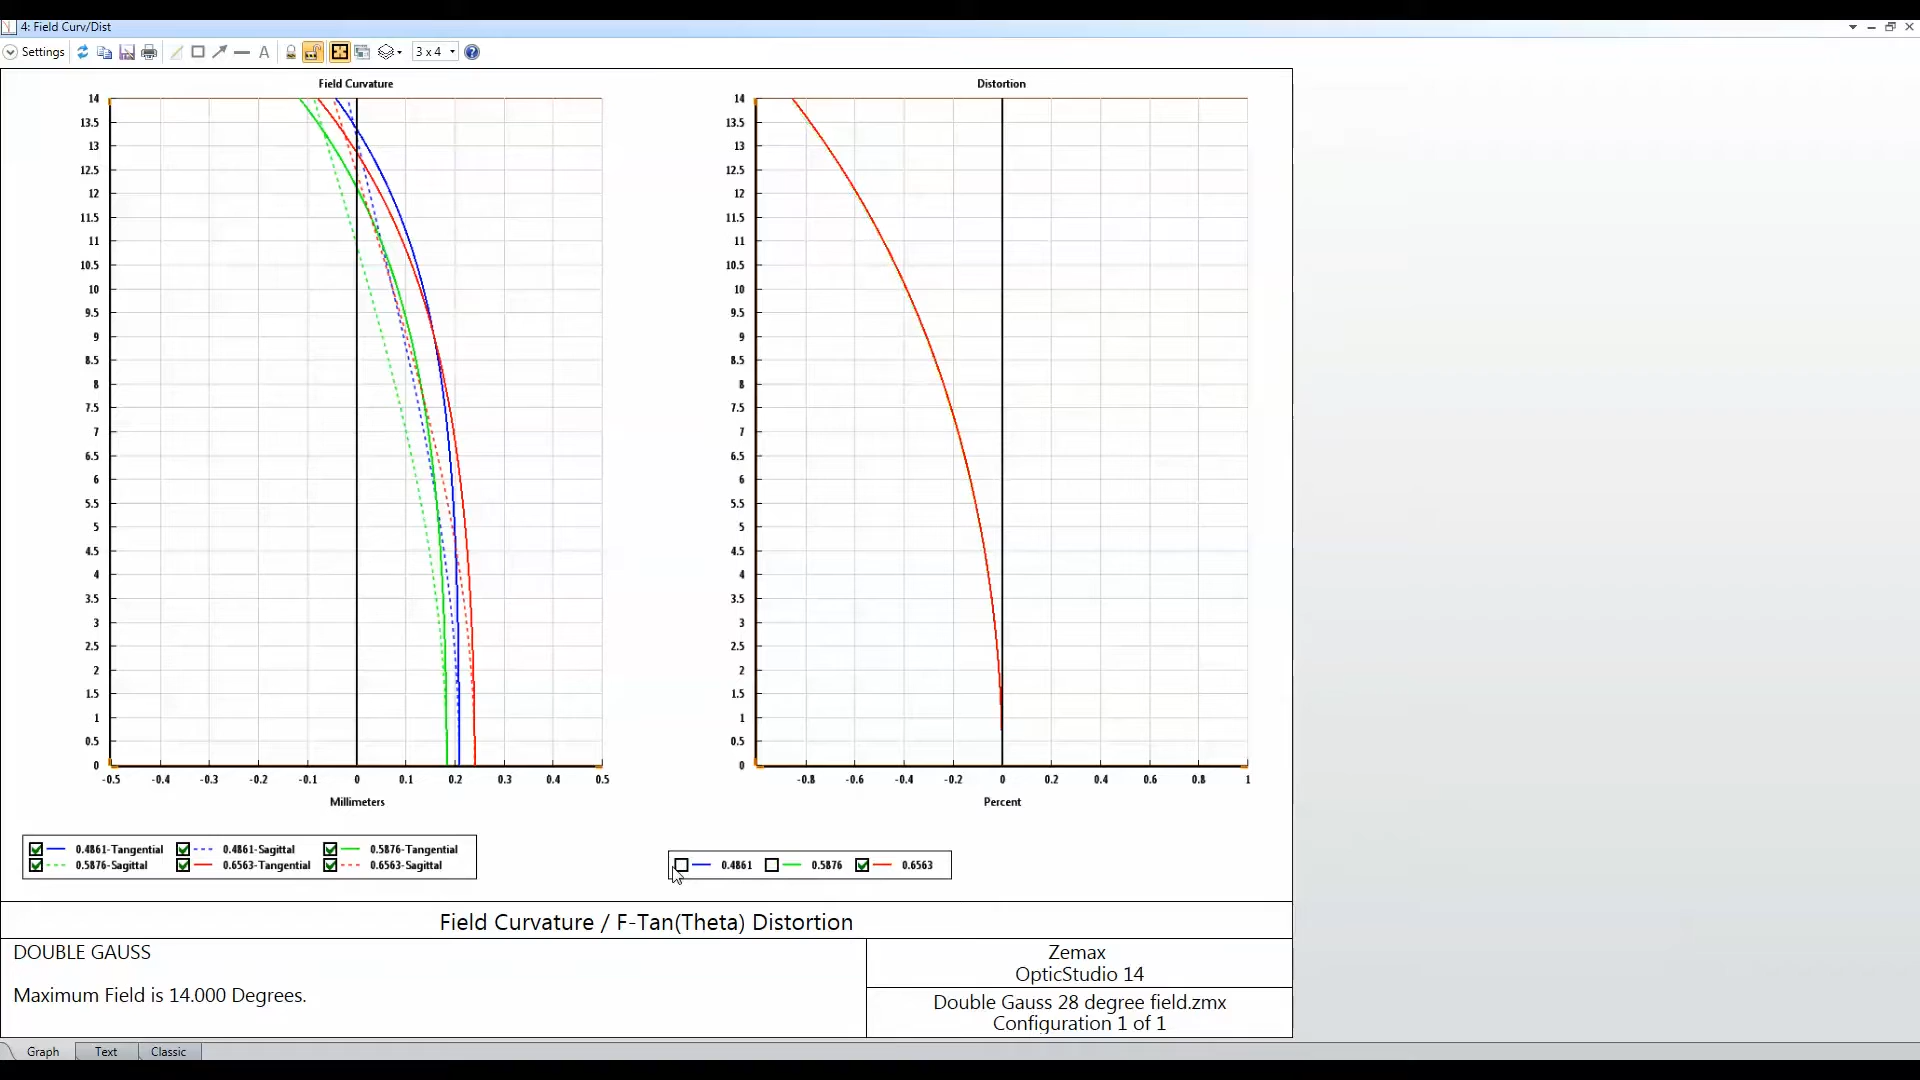 4: Field Curv/Dist
Settings
A
3 x 4
Field Curvature
14
13.5
13
12.5
12
11.5
11
10.5
10
9.5
9
8.5
8
7.5
7
6.5
6
5.5
5
4.5
4
3.5
3
2.5
2
1.5
1
0.5
0
-0.5 -0.4 -0.3 -0.2 -0.1 0 0.1 0.2 0.3 0.4 0.5
Millimeters
Distortion
14
13.5
13
12.5
12
11.5
11
10.5
10
9.5
9
8.5
8
7.5
7
6.5
6
5.5
5
4.5
4
3.5
3
2.5
2
1.5
1
0.5
0
-0.8 -0.6 -0.4 -0.2 0 0.2 0.4 0.6 0.8 1
Percent
0.4861-Tangential 0.4861-Sagittal 0.5876-Tangential
0.5876-Sagittal 0.6563-Tangential 0.6563-Sagittal
0.4861 0.5876 0.6563
Field Curvature / F-Tan(Theta) Distortion
DOUBLE GAUSS
Maximum Field is 14.000 Degrees.
Zemax
OpticStudio 14
Double Gauss 28 degree field.zmx
Configuration 1 of 1
Graph Text Classic